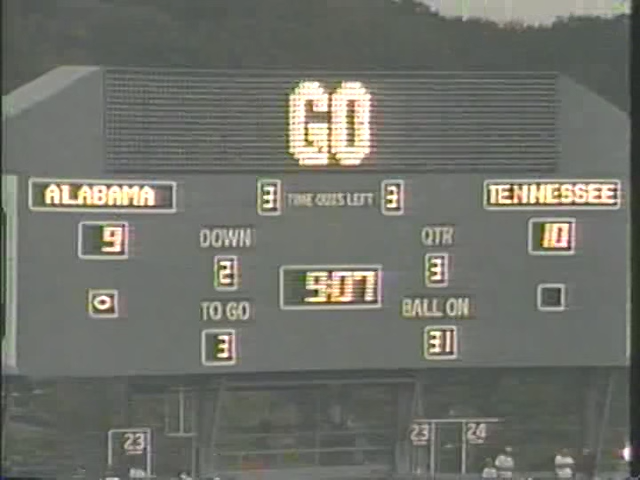 GO
ALABAMA 3 TIME OUTS LEFT 3 TENNESSEE
9 DOWN QTR 10
2 9:07 3
TO GO BALL ON
3 31
23 23 24